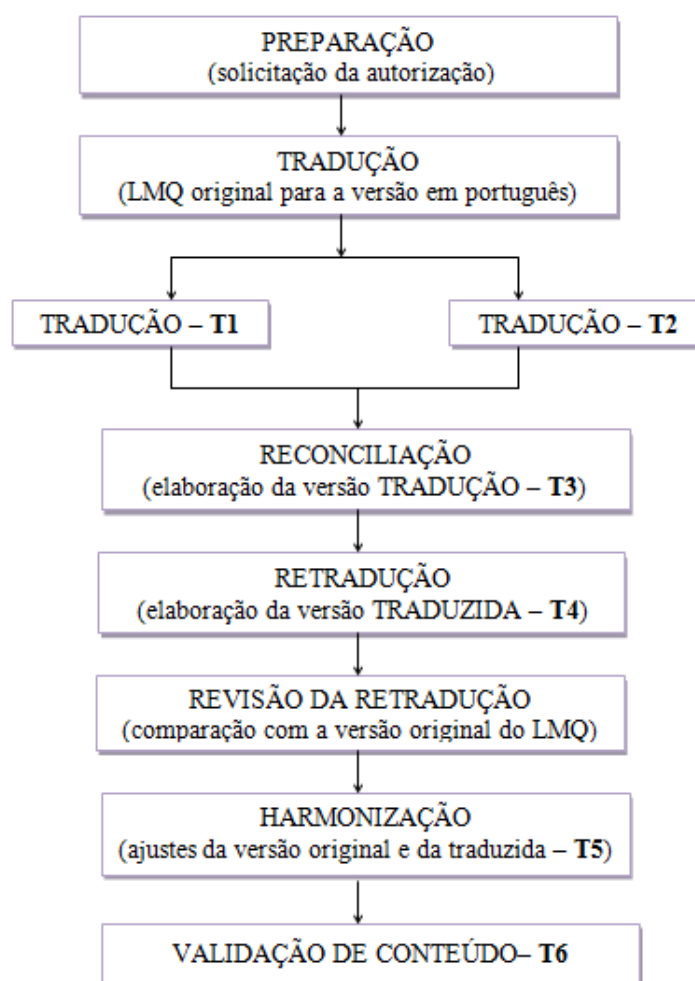 PREPARAÇÃO
(solicitação da autorização)
TRADUÇÃO
(LMQ original para a versão em português)
TRADUÇÃO – T1
TRADUÇÃO – T2
RECONCILIAÇÃO
(elaboração da versão TRADUÇÃO – T3)
RETRADUÇÃO
(elaboração da versão TRADUZIDA – T4)
REVISÃO DA RETRADUÇÃO
(comparação com a versão original do LMQ)
HARMONIZAÇÃO
(ajustes da versão original e da traduzida – T5)
VALIDAÇÃO DE CONTEÚDO– T6